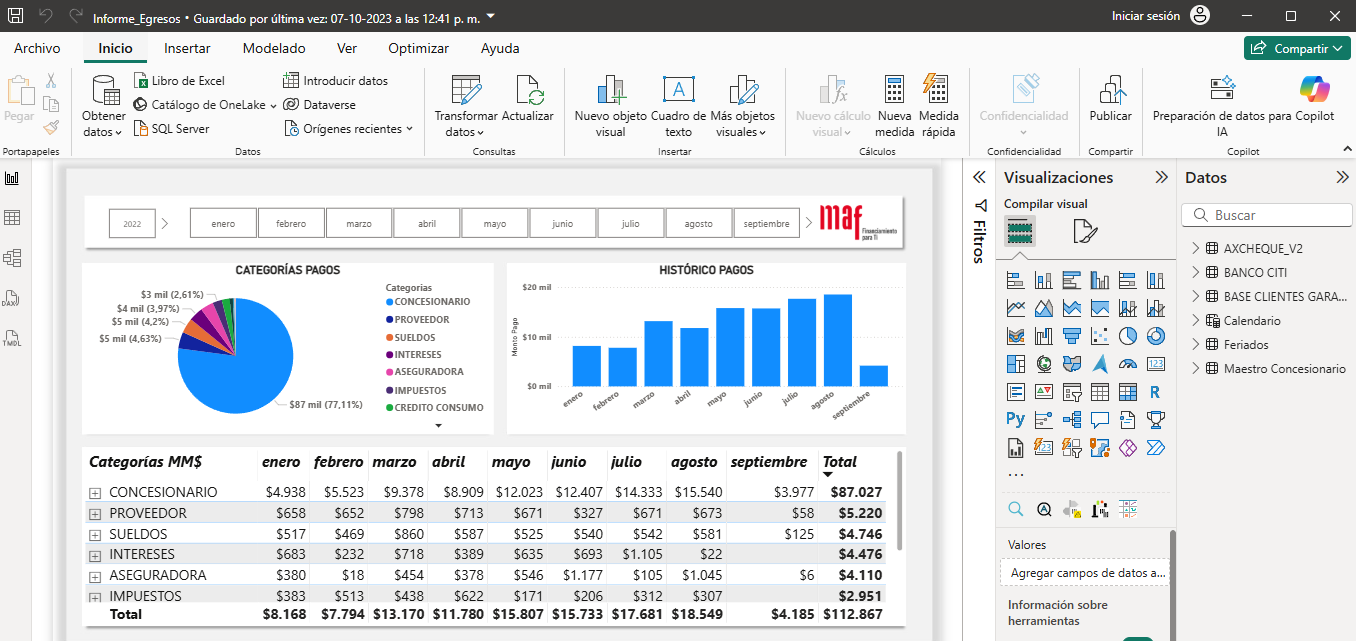 Informe_Egresos • Guardado por última vez: 07-10-2023 a las 12:41 p. m.
Iniciar sesión
Archivo Inicio Insertar Modelado Ver Optimizar Ayuda
Compartir
Pegar
Portapapeles
Obtener datos
Libro de Excel
Catálogo de OneLake
SQL Server
Introducir datos
Dataverse
Orígenes recientes
Datos
Transformar datos
Actualizar
Consultas
Nuevo objeto visual
A
Cuadro de texto
Más objetos visuales
Insertar
Nuevo cálculo visual
Nueva medida
Medida rápida
Cálculos
Confidencialidad
Confidencialidad
Publicar
Compartir
Preparación de datos para IA
Copilot
Copilot
DAX
TMDL
2022
enero febrero marzo abril mayo junio julio agosto septiembre
maf
Financiamiento
para TI
CATEGORÍAS PAGOS
$3 mil (2,61%)
$4 mil (3,97%)
$5 mil (4,2%)
$5 mil (4,63%)
$87 mil (77,11%)
Categorias
CONCESIONARIO
PROVEEDOR
SUELDOS
INTERESES
ASEGURADORA
IMPUESTOS
CREDITO CONSUMO
HISTÓRICO PAGOS
Monto Pago
$20 mil
$10 mil
$0 mil
enero febrero marzo abril mayo junio julio agosto septiembre
Categorías MM$ enero febrero marzo abril mayo junio julio agosto septiembre Total
CONCESIONARIO $4.938 $5.523 $9.378 $8.909 $12.023 $12.407 $14.333 $15.540 $3.977 $87.027
PROVEEDOR $658 $652 $798 $713 $671 $327 $671 $673 $58 $5.220
SUELDOS $517 $469 $860 $587 $525 $540 $542 $581 $125 $4.746
INTERESES $683 $232 $718 $389 $635 $693 $1.105 $22 $4.476
ASEGURADORA $380 $18 $454 $378 $546 $1.177 $105 $1.045 $6 $4.110
IMPUESTOS $383 $513 $438 $622 $171 $206 $312 $307 $2.951
Total $8.168 $7.794 $13.170 $11.780 $15.807 $15.733 $17.681 $18.549 $4.185 $112.867
Filtros
Visualizaciones
Compilar visual
123
R
Py
...
Valores
Agregar campos de datos a...
Información sobre
herramientas
Datos
Buscar
AXCHEQUE_V2
BANCO CITI
BASE CLIENTES GARA...
Calendario
Feriados
Maestro Concesionario